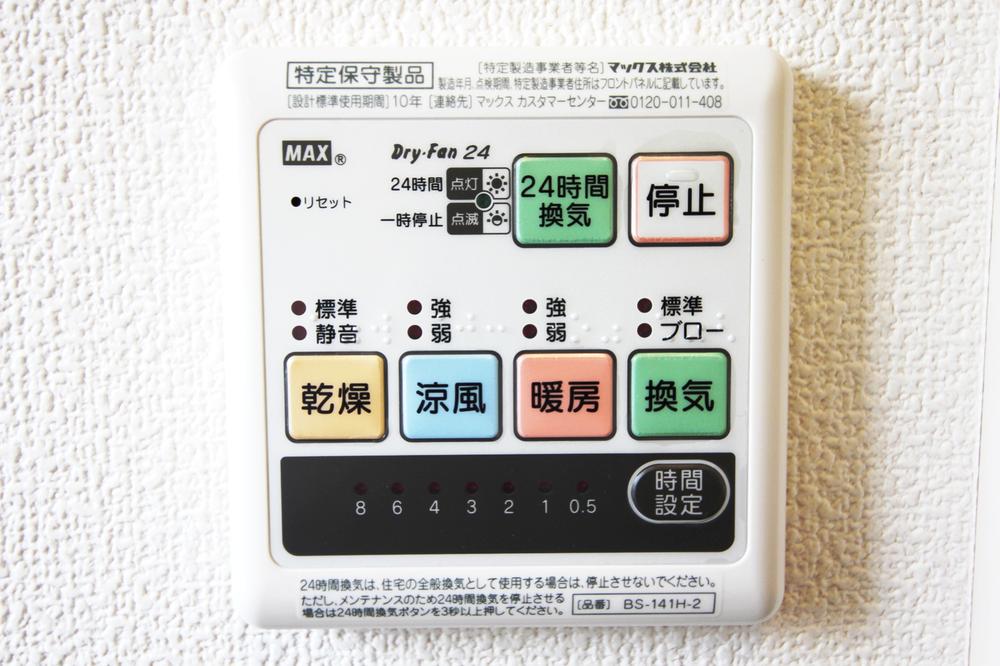 特定保守製品 [特定製造事業者等名] マックス株式会社
製造年月、点検期間、特定製造事業者住所はフロントパネルに記載しています。
[設計標準使用期間] 10年 [連絡先] マックス カスタマーセンター 0120-011-408
MAX® Dry・Fan 24
24時間 点灯
●リセット
一時停止 点滅
24時間換気
停止
標準 強 強 標準
静音 弱 弱 ブロー
乾燥 涼風 暖房 換気
8 6 4 3 2 1 0.5
時間設定
24時間換気は、住宅の全般換気として使用する場合は、停止させないでください。
ただし、メンテナンスのため24時間換気を停止させる
場合は24時間換気ボタンを3秒以上押してください。
[品番] BS-141H-2